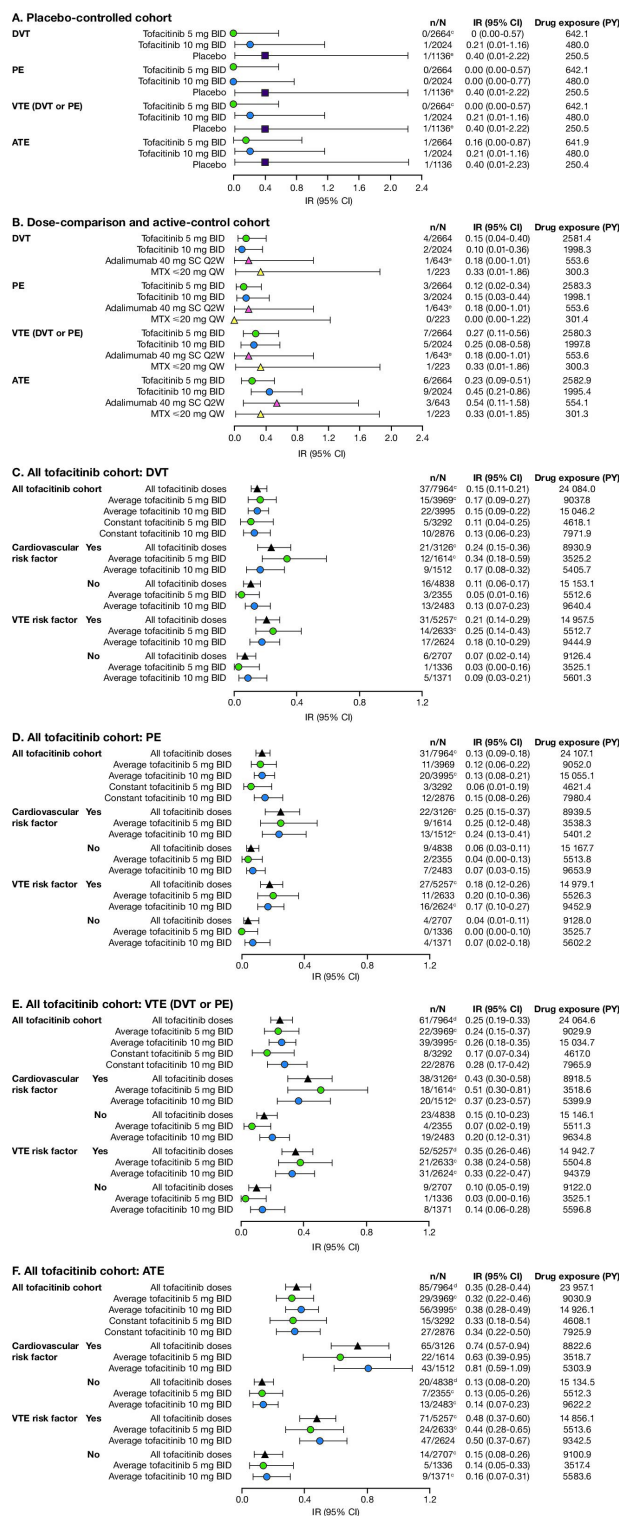 A. Placebo-controlled cohort
n/N IR (95% CI) Drug exposure (PY)
DVT Tofacitinib 5 mg BID 0/2664ᶜ 0 (0.00-0.57) 642.1
Tofacitinib 10 mg BID 1/2024 0.21 (0.01-1.16) 480.0
Placebo 1/1136ᵉ 0.40 (0.01-2.22) 250.5
PE Tofacitinib 5 mg BID 0/2664 0.00 (0.00-0.57) 642.1
Tofacitinib 10 mg BID 0/2024 0.00 (0.00-0.77) 480.0
Placebo 1/1136ᵉ 0.40 (0.01-2.22) 250.5
VTE (DVT or PE) Tofacitinib 5 mg BID 0/2664ᶜ 0.00 (0.00-0.57) 642.1
Tofacitinib 10 mg BID 1/2024 0.21 (0.01-1.16) 480.0
Placebo 1/1136ᵉ 0.40 (0.01-2.22) 250.5
ATE Tofacitinib 5 mg BID 1/2664 0.16 (0.00-0.87) 641.9
Tofacitinib 10 mg BID 1/2024 0.21 (0.01-1.16) 480.0
Placebo 1/1136 0.40 (0.01-2.23) 250.4
0.0 0.4 0.8 1.2 1.6 2.0 2.4
IR (95% CI)
B. Dose-comparison and active-control cohort
n/N IR (95% CI) Drug exposure (PY)
DVT Tofacitinib 5 mg BID 4/2664 0.15 (0.04-0.40) 2581.4
Tofacitinib 10 mg BID 2/2024 0.10 (0.01-0.36) 1998.3
Adalimumab 40 mg SC Q2W 1/643ᵉ 0.18 (0.00-1.01) 553.6
MTX ⩽20 mg QW 1/223 0.33 (0.01-1.86) 300.3
PE Tofacitinib 5 mg BID 3/2664 0.12 (0.02-0.34) 2583.3
Tofacitinib 10 mg BID 3/2024 0.15 (0.03-0.44) 1998.1
Adalimumab 40 mg SC Q2W 1/643ᵉ 0.18 (0.00-1.01) 553.6
MTX ⩽20 mg QW 0/223 0.00 (0.00-1.22) 301.4
VTE (DVT or PE) Tofacitinib 5 mg BID 7/2664 0.27 (0.11-0.56) 2580.3
Tofacitinib 10 mg BID 5/2024 0.25 (0.08-0.58) 1997.8
Adalimumab 40 mg SC Q2W 1/643ᵉ 0.18 (0.00-1.01) 553.6
MTX ⩽20 mg QW 1/223 0.33 (0.01-1.86) 300.3
ATE Tofacitinib 5 mg BID 6/2664 0.23 (0.09-0.51) 2582.9
Tofacitinib 10 mg BID 9/2024 0.45 (0.21-0.86) 1995.4
Adalimumab 40 mg SC Q2W 3/643 0.54 (0.11-1.58) 554.1
MTX ⩽20 mg QW 1/223 0.33 (0.01-1.85) 301.3
0.0 0.4 0.8 1.2 1.6 2.0 2.4
IR (95% CI)
C. All tofacitinib cohort: DVT
n/N IR (95% CI) Drug exposure (PY)
All tofacitinib cohort All tofacitinib doses 37/7964ᶜ 0.15 (0.11-0.21) 24 084.0
Average tofacitinib 5 mg BID 15/3969ᶜ 0.17 (0.09-0.27) 9037.8
Average tofacitinib 10 mg BID 22/3995 0.15 (0.09-0.22) 15 046.2
Constant tofacitinib 5 mg BID 5/3292 0.11 (0.04-0.25) 4618.1
Constant tofacitinib 10 mg BID 10/2876 0.13 (0.06-0.23) 7971.9
Cardiovascular Yes All tofacitinib doses 21/3126ᶜ 0.24 (0.15-0.36) 8930.9
risk factor Average tofacitinib 5 mg BID 12/1614ᶜ 0.34 (0.18-0.59) 3525.2
Average tofacitinib 10 mg BID 9/1512 0.17 (0.08-0.32) 5405.7
No All tofacitinib doses 16/4838 0.11 (0.06-0.17) 15 153.1
Average tofacitinib 5 mg BID 3/2355 0.05 (0.01-0.16) 5512.6
Average tofacitinib 10 mg BID 13/2483 0.13 (0.07-0.23) 9640.4
VTE risk factor Yes All tofacitinib doses 31/5257ᶜ 0.21 (0.14-0.29) 14 957.5
Average tofacitinib 5 mg BID 14/2633ᶜ 0.25 (0.14-0.43) 5512.7
Average tofacitinib 10 mg BID 17/2624 0.18 (0.10-0.29) 9444.9
No All tofacitinib doses 6/2707 0.07 (0.02-0.14) 9126.4
Average tofacitinib 5 mg BID 1/1336 0.03 (0.00-0.16) 3525.1
Average tofacitinib 10 mg BID 5/1371 0.09 (0.03-0.21) 5601.3
0.0 0.4 0.8 1.2
IR (95% CI)
D. All tofacitinib cohort: PE
n/N IR (95% CI) Drug exposure (PY)
All tofacitinib cohort All tofacitinib doses 31/7964ᶜ 0.13 (0.09-0.18) 24 107.1
Average tofacitinib 5 mg BID 11/3969 0.12 (0.06-0.22) 9052.0
Average tofacitinib 10 mg BID 20/3995ᶜ 0.13 (0.08-0.21) 15 055.1
Constant tofacitinib 5 mg BID 3/3292 0.06 (0.01-0.19) 4621.4
Constant tofacitinib 10 mg BID 12/2876 0.15 (0.08-0.26) 7980.4
Cardiovascular Yes All tofacitinib doses 22/3126ᶜ 0.25 (0.15-0.37) 8939.5
risk factor Average tofacitinib 5 mg BID 9/1614 0.25 (0.12-0.48) 3538.3
Average tofacitinib 10 mg BID 13/1512ᶜ 0.24 (0.13-0.41) 5401.2
No All tofacitinib doses 9/4838 0.06 (0.03-0.11) 15 167.7
Average tofacitinib 5 mg BID 2/2355 0.04 (0.00-0.13) 5513.8
Average tofacitinib 10 mg BID 7/2483 0.07 (0.03-0.15) 9653.9
VTE risk factor Yes All tofacitinib doses 27/5257ᶜ 0.18 (0.12-0.26) 14 979.1
Average tofacitinib 5 mg BID 11/2633 0.20 (0.10-0.36) 5526.3
Average tofacitinib 10 mg BID 16/2624ᶜ 0.17 (0.10-0.27) 9452.9
No All tofacitinib doses 4/2707 0.04 (0.01-0.11) 9128.0
Average tofacitinib 5 mg BID 0/1336 0.00 (0.00-0.10) 3525.7
Average tofacitinib 10 mg BID 4/1371 0.07 (0.02-0.18) 5602.2
0.0 0.4 0.8 1.2
IR (95% CI)
E. All tofacitinib cohort: VTE (DVT or PE)
n/N IR (95% CI) Drug exposure (PY)
All tofacitinib cohort All tofacitinib doses 61/7964ᵈ 0.25 (0.19-0.33) 24 064.6
Average tofacitinib 5 mg BID 22/3969ᶜ 0.24 (0.15-0.37) 9029.9
Average tofacitinib 10 mg BID 39/3995ᶜ 0.26 (0.18-0.35) 15 034.7
Constant tofacitinib 5 mg BID 8/3292 0.17 (0.07-0.34) 4617.0
Constant tofacitinib 10 mg BID 22/2876 0.28 (0.17-0.42) 7965.9
Cardiovascular Yes All tofacitinib doses 38/3126ᵈ 0.43 (0.30-0.58) 8918.5
risk factor Average tofacitinib 5 mg BID 18/1614ᶜ 0.51 (0.30-0.81) 3518.6
Average tofacitinib 10 mg BID 20/1512ᶜ 0.37 (0.23-0.57) 5399.9
No All tofacitinib doses 23/4838 0.15 (0.10-0.23) 15 146.1
Average tofacitinib 5 mg BID 4/2355 0.07 (0.02-0.19) 5511.3
Average tofacitinib 10 mg BID 19/2483 0.20 (0.12-0.31) 9634.8
VTE risk factor Yes All tofacitinib doses 52/5257ᵈ 0.35 (0.26-0.46) 14 942.7
Average tofacitinib 5 mg BID 21/2633ᶜ 0.38 (0.24-0.58) 5504.8
Average tofacitinib 10 mg BID 31/2624ᶜ 0.33 (0.22-0.47) 9437.9
No All tofacitinib doses 9/2707 0.10 (0.05-0.19) 9122.0
Average tofacitinib 5 mg BID 1/1336 0.03 (0.00-0.16) 3525.1
Average tofacitinib 10 mg BID 8/1371 0.14 (0.06-0.28) 5596.8
0.0 0.4 0.8 1.2
IR (95% CI)
F. All tofacitinib cohort: ATE
n/N IR (95% CI) Drug exposure (PY)
All tofacitinib cohort All tofacitinib doses 85/7964ᵈ 0.35 (0.28-0.44) 23 957.1
Average tofacitinib 5 mg BID 29/3969ᶜ 0.32 (0.22-0.46) 9030.9
Average tofacitinib 10 mg BID 56/3995ᶜ 0.38 (0.28-0.49) 14 926.1
Constant tofacitinib 5 mg BID 15/3292 0.33 (0.18-0.54) 4608.1
Constant tofacitinib 10 mg BID 27/2876 0.34 (0.22-0.50) 7925.9
Cardiovascular Yes All tofacitinib doses 65/3126 0.74 (0.57-0.94) 8822.6
risk factor Average tofacitinib 5 mg BID 22/1614 0.63 (0.39-0.95) 3518.7
Average tofacitinib 10 mg BID 43/1512 0.81 (0.59-1.09) 5303.9
No All tofacitinib doses 20/4838ᵈ 0.13 (0.08-0.20) 15 134.5
Average tofacitinib 5 mg BID 7/2355ᶜ 0.13 (0.05-0.26) 5512.3
Average tofacitinib 10 mg BID 13/2483ᶜ 0.14 (0.07-0.23) 9622.2
VTE risk factor Yes All tofacitinib doses 71/5257ᶜ 0.48 (0.37-0.60) 14 856.1
Average tofacitinib 5 mg BID 24/2633ᶜ 0.44 (0.28-0.65) 5513.6
Average tofacitinib 10 mg BID 47/2624 0.50 (0.37-0.67) 9342.5
No All tofacitinib doses 14/2707ᶜ 0.15 (0.08-0.26) 9100.9
Average tofacitinib 5 mg BID 5/1336 0.14 (0.05-0.33) 3517.4
Average tofacitinib 10 mg BID 9/1371ᶜ 0.16 (0.07-0.31) 5583.6
0.0 0.4 0.8 1.2
IR (95% CI)